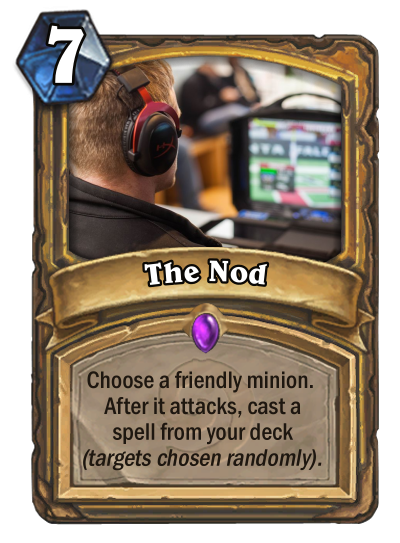 7
The Nod
Choose a friendly minion.
After it attacks, cast a
spell from your deck
(targets chosen randomly).